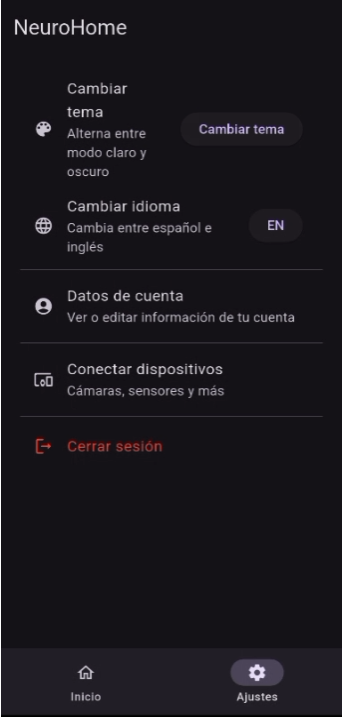 NeuroHome
Cambiar
tema
Alterna entre
modo claro y
oscuro
Cambiar tema
Cambiar idioma
Cambia entre español e
inglés
EN
Datos de cuenta
Ver o editar información de tu cuenta
Conectar dispositivos
Cámaras, sensores y más
Cerrar sesión
Inicio
Ajustes